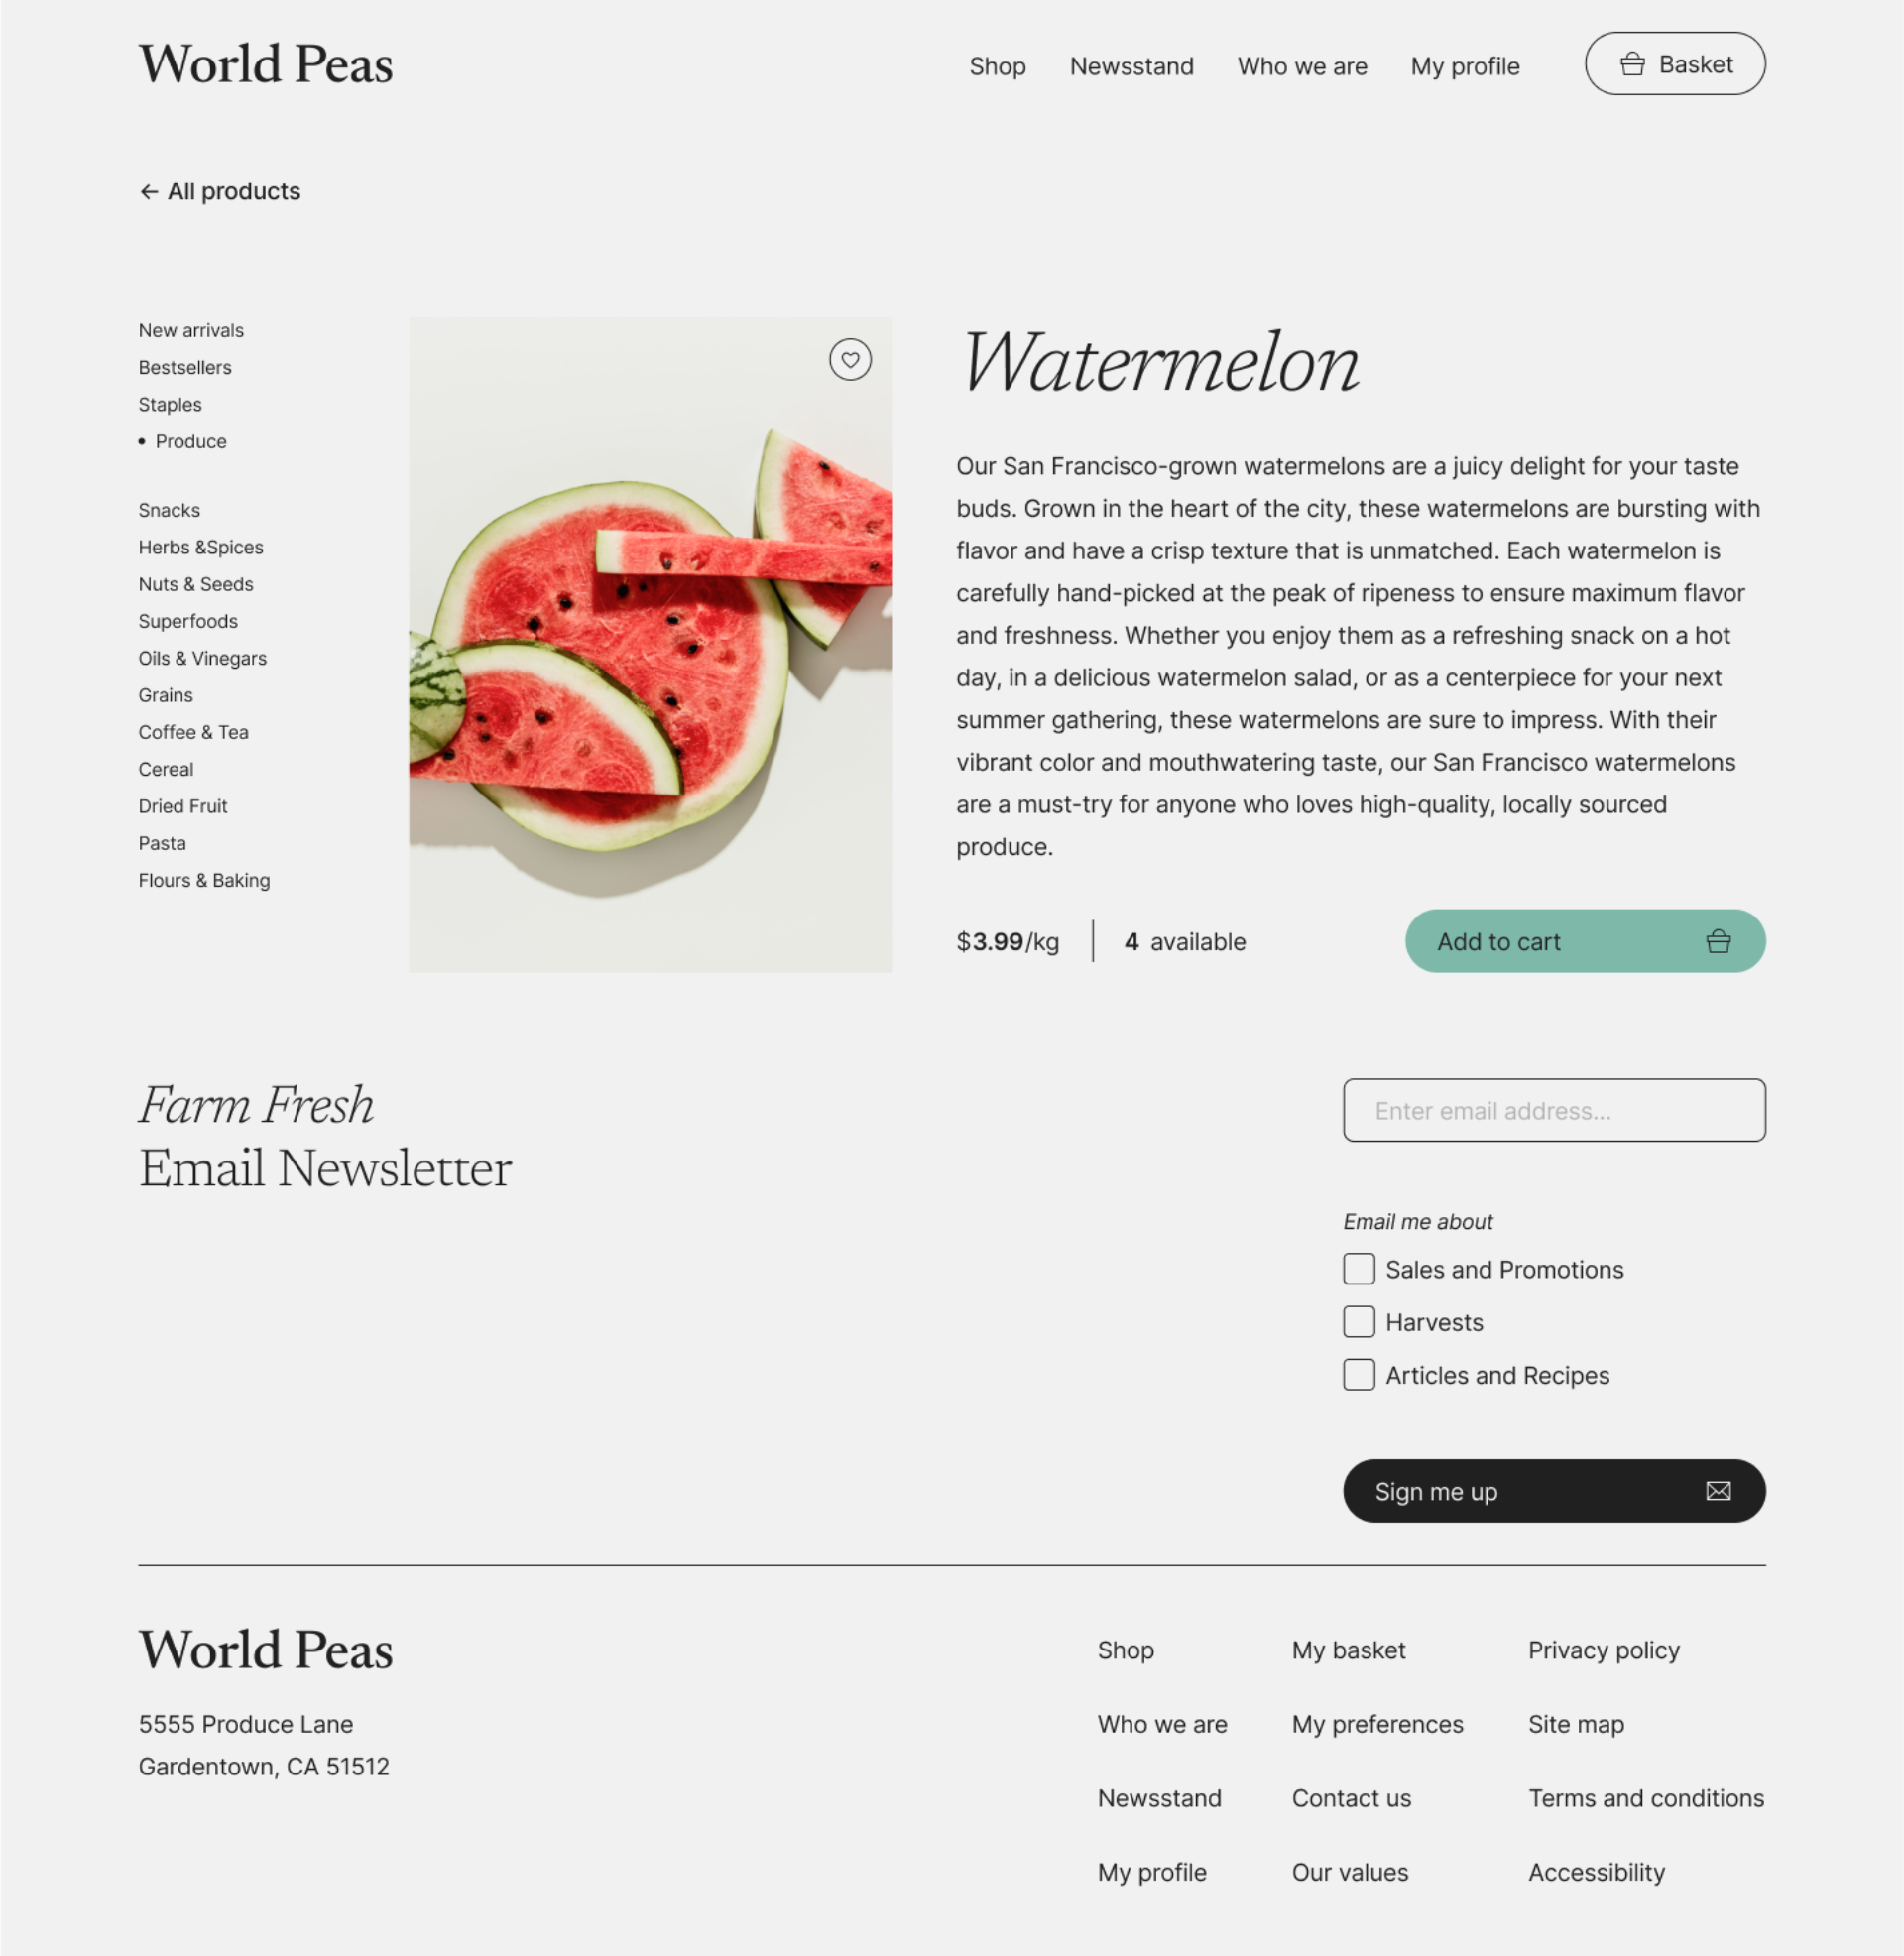 World Peas
Shop
Newsstand
Who we are
My profile
Basket
← All products
New arrivals
Bestsellers
Staples
• Produce
Snacks
Herbs &Spices
Nuts & Seeds
Superfoods
Oils & Vinegars
Grains
Coffee & Tea
Cereal
Dried Fruit
Pasta
Flours & Baking
Watermelon
Our San Francisco-grown watermelons are a juicy delight for your taste
buds. Grown in the heart of the city, these watermelons are bursting with
flavor and have a crisp texture that is unmatched. Each watermelon is
carefully hand-picked at the peak of ripeness to ensure maximum flavor
and freshness. Whether you enjoy them as a refreshing snack on a hot
day, in a delicious watermelon salad, or as a centerpiece for your next
summer gathering, these watermelons are sure to impress. With their
vibrant color and mouthwatering taste, our San Francisco watermelons
are a must-try for anyone who loves high-quality, locally sourced
produce.
$3.99/kg
4 available
Add to cart
Farm Fresh
Email Newsletter
Enter email address...
Email me about
Sales and Promotions
Harvests
Articles and Recipes
Sign me up
World Peas
5555 Produce Lane
Gardentown, CA 51512
Shop
Who we are
Newsstand
My profile
My basket
My preferences
Contact us
Our values
Privacy policy
Site map
Terms and conditions
Accessibility